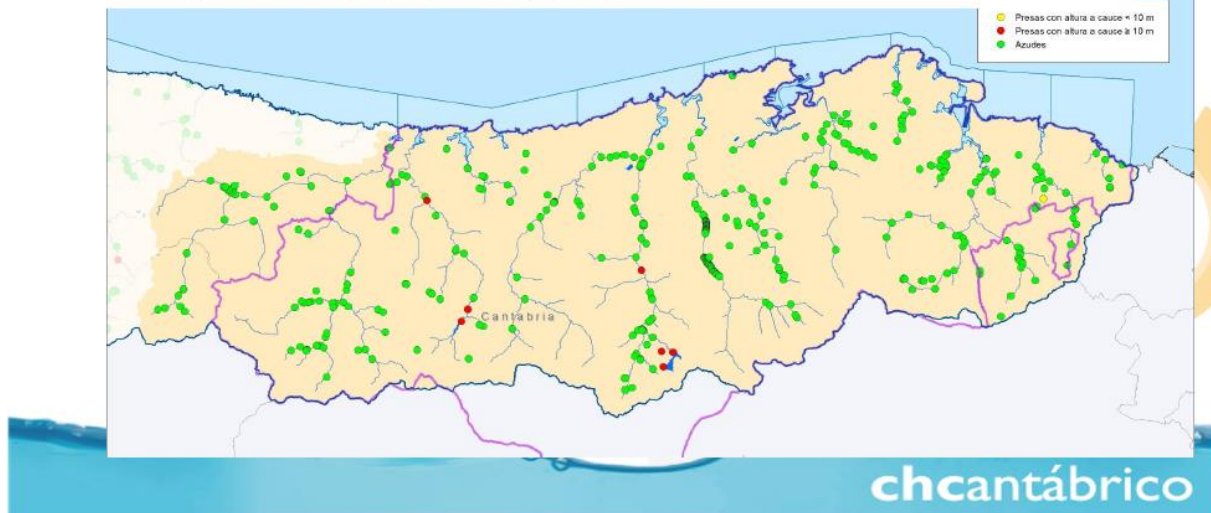 Presas con altura a cauce < 10 m
Presas con altura a cauce ≥ 10 m
Azudes
Cantabria
chcantábrico